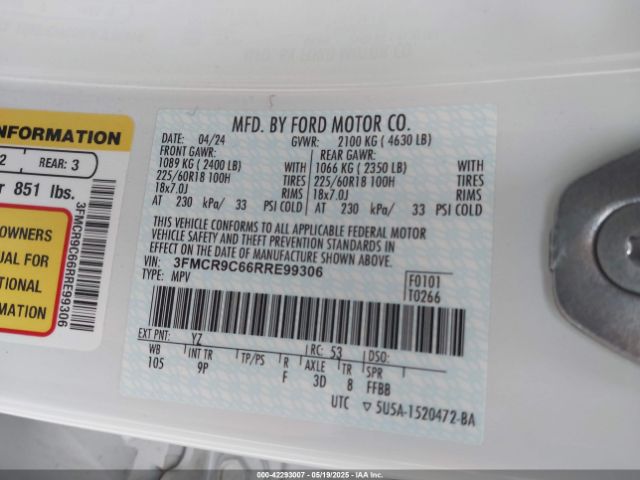 MFD. BY FORD MOTOR CO.
DATE: 04/24 GVWR: 2100 KG ( 4630 LB)
FRONT GAWR: REAR GAWR:
1089 KG ( 2400 LB) WITH 1066 KG ( 2350 LB) WITH
225/60R18 100H TIRES 225/60R18 100H TIRES
18x7.0J RIMS 18x7.0J RIMS
AT 230 kPa/ 33 PSI COLD AT 230 kPa/ 33 PSI COLD
THIS VEHICLE CONFORMS TO ALL APPLICABLE FEDERAL MOTOR
VEHICLE SAFETY AND THEFT PREVENTION STANDARDS IN
EFFECT ON THE DATE OF MANUFACTURE SHOWN ABOVE.
VIN: 3FMCR9C66RRE99306
TYPE: MPV
F0101
T0266
EXT PNT: YZ RC: 53 DSO:
WB INT TR TP/PS R AXLE TR SPR
105 9P F 3D 8 FFBB
UTC ▽ 5USA-1520472-BA
INFORMATION
2 REAR: 3
r 851 lbs.
OWNERS
UAL FOR
TIONAL
TION
3FMCR9C66RRE99306
000-42293007 - 05/19/2025 - IAAI.com